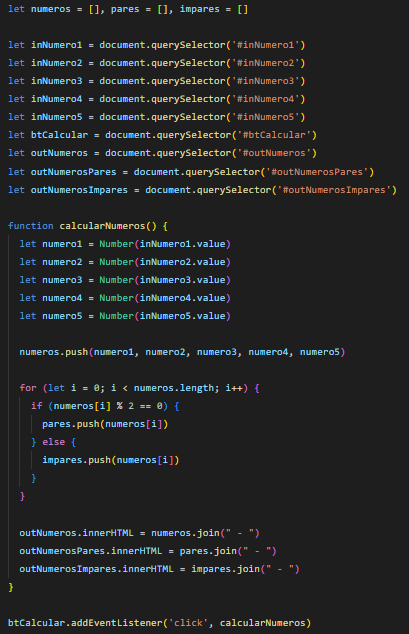 let numeros = [], pares = [], impares = []
let inNumero1 = document.querySelector('#inNumero1')
let inNumero2 = document.querySelector('#inNumero2')
let inNumero3 = document.querySelector('#inNumero3')
let inNumero4 = document.querySelector('#inNumero4')
let inNumero5 = document.querySelector('#inNumero5')
let btCalcular = document.querySelector('#btCalcular')
let outNumeros = document.querySelector('#outNumeros')
let outNumerosPares = document.querySelector('#outNumerosPares')
let outNumerosImpares = document.querySelector('#outNumerosImpares')
function calcularNumeros() {
let numero1 = Number(inNumero1.value)
let numero2 = Number(inNumero2.value)
let numero3 = Number(inNumero3.value)
let numero4 = Number(inNumero4.value)
let numero5 = Number(inNumero5.value)
numeros.push(numero1, numero2, numero3, numero4, numero5)
for (let i = 0; i < numeros.length; i++) {
if (numeros[i] % 2 == 0) {
pares.push(numeros[i])
} else {
impares.push(numeros[i])
}
}
outNumeros.innerHTML = numeros.join(" - ")
outNumerosPares.innerHTML = pares.join(" - ")
outNumerosImpares.innerHTML = impares.join(" - ")
}
btCalcular.addEventListener('click', calcularNumeros)